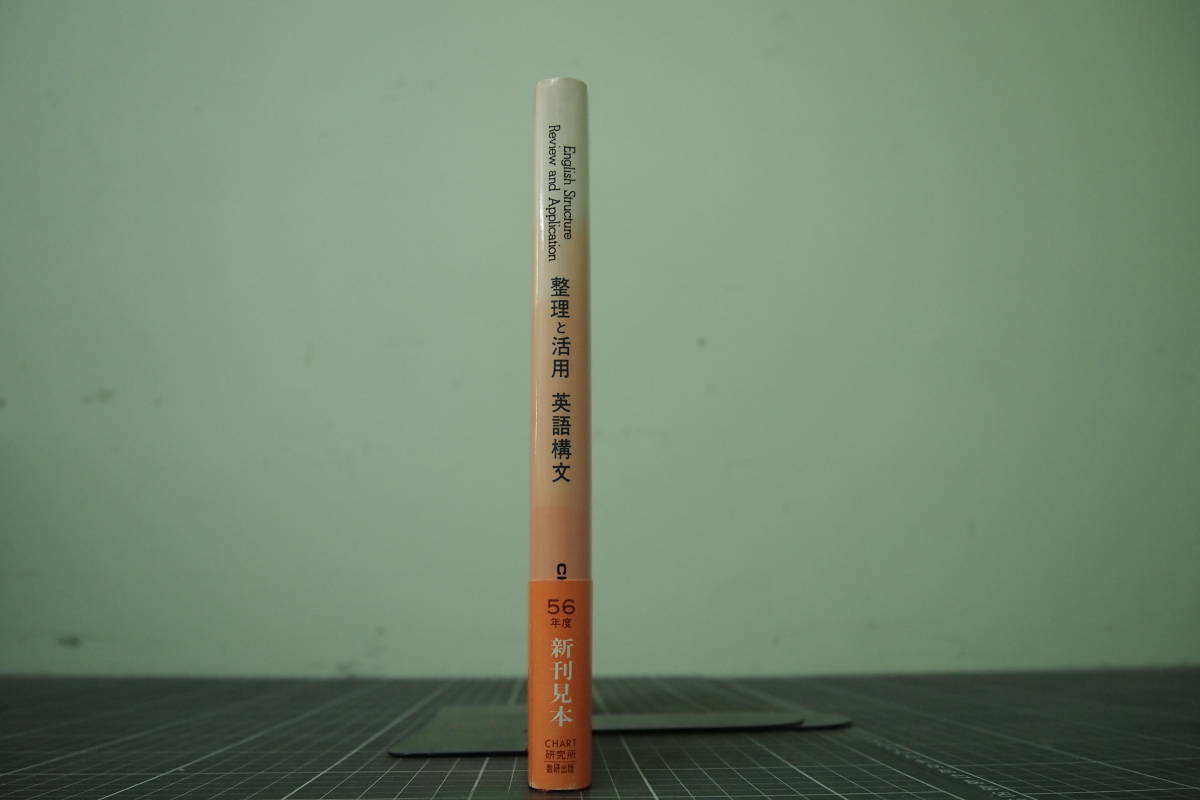 English Structure
Review and Application
整理と活用 英語構文
56
年度
新刊見本
CHART
研究所
数研出版